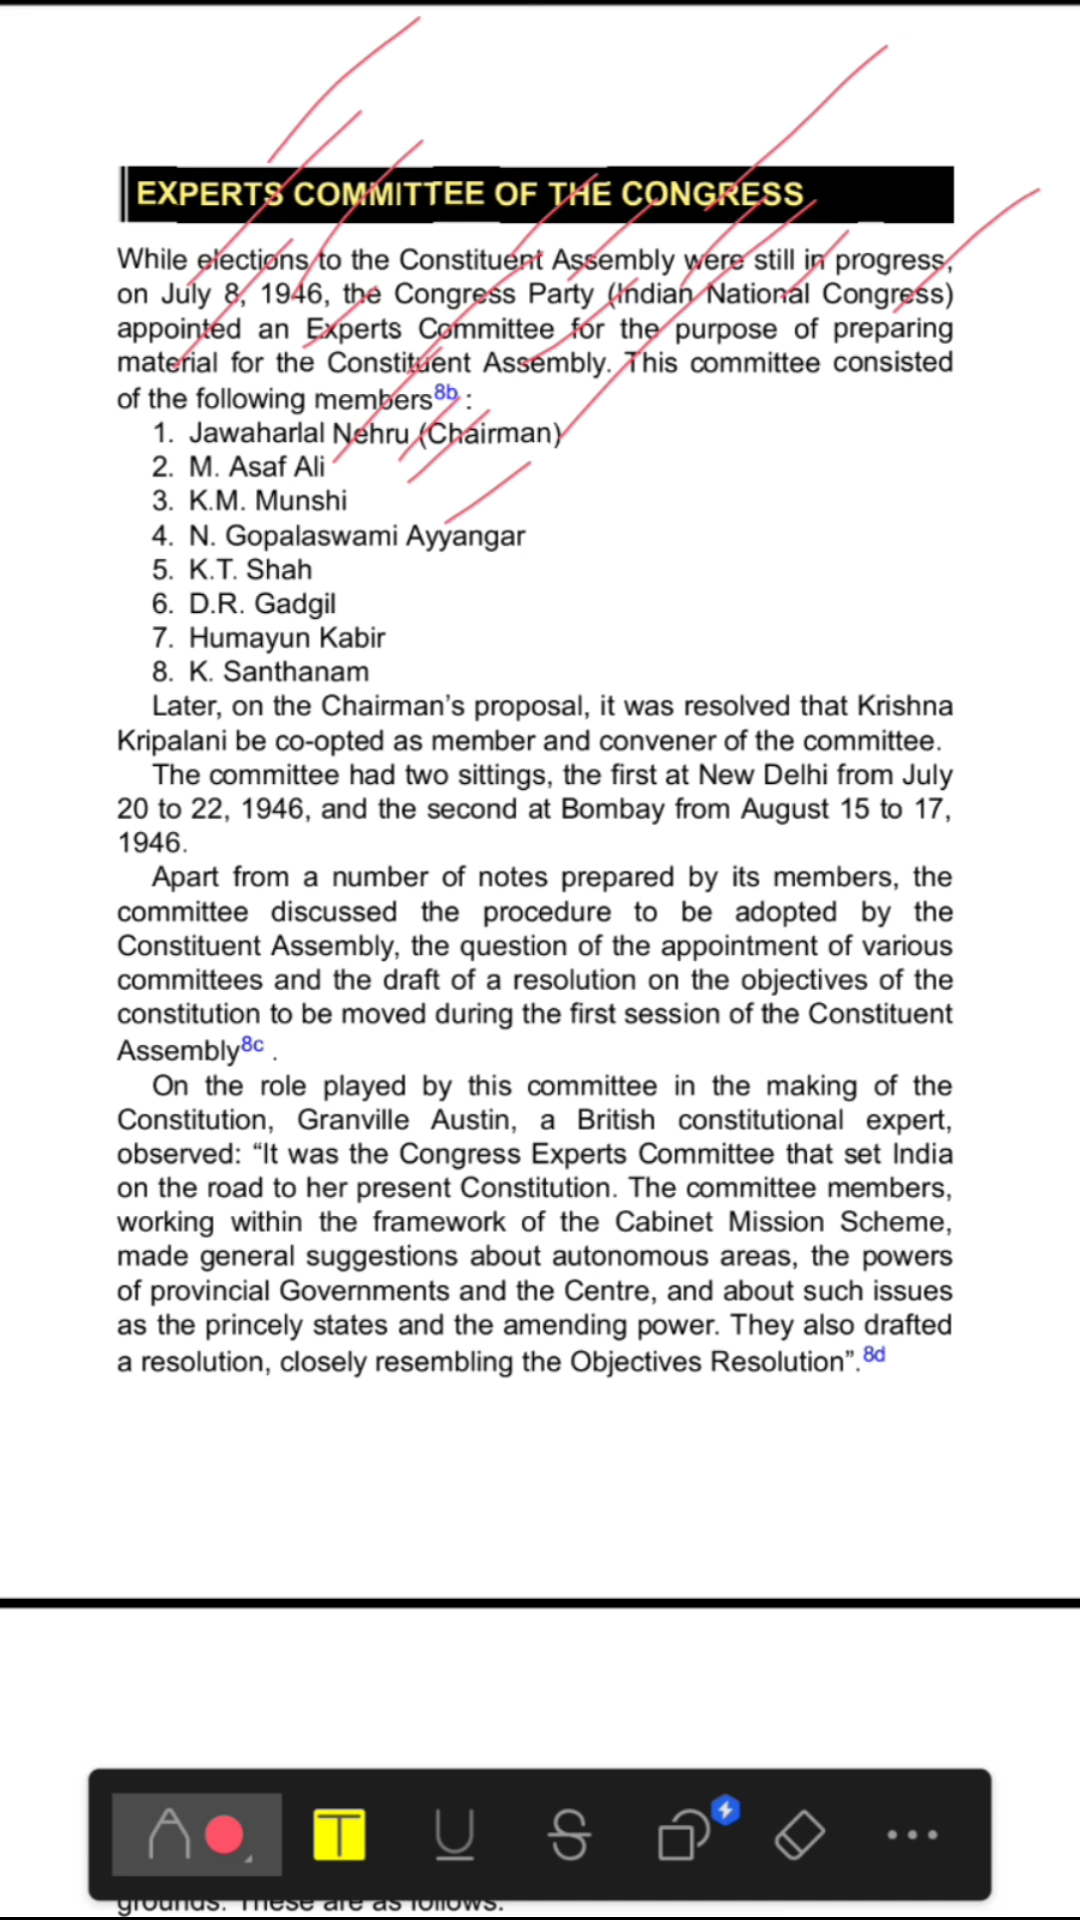 EXPERTS COMMITTEE OF THE CONGRESS
While elections to the Constituent Assembly were still in progress,
on July 8, 1946, the Congress Party (Indian National Congress)
appointed an Experts Committee for the purpose of preparing
material for the Constituent Assembly. This committee consisted
of the following members8b :
1. Jawaharlal Nehru (Chairman)
2. M. Asaf Ali
3. K.M. Munshi
4. N. Gopalaswami Ayyangar
5. K.T. Shah
6. D.R. Gadgil
7. Humayun Kabir
8. K. Santhanam
Later, on the Chairman’s proposal, it was resolved that Krishna
Kripalani be co-opted as member and convener of the committee.
The committee had two sittings, the first at New Delhi from July
20 to 22, 1946, and the second at Bombay from August 15 to 17,
1946.
Apart from a number of notes prepared by its members, the
committee discussed the procedure to be adopted by the
Constituent Assembly, the question of the appointment of various
committees and the draft of a resolution on the objectives of the
constitution to be moved during the first session of the Constituent
Assembly8c .
On the role played by this committee in the making of the
Constitution, Granville Austin, a British constitutional expert,
observed: “It was the Congress Experts Committee that set India
on the road to her present Constitution. The committee members,
working within the framework of the Cabinet Mission Scheme,
made general suggestions about autonomous areas, the powers
of provincial Governments and the Centre, and about such issues
as the princely states and the amending power. They also drafted
a resolution, closely resembling the Objectives Resolution”.8d
T U S
grounds. These are as follows: